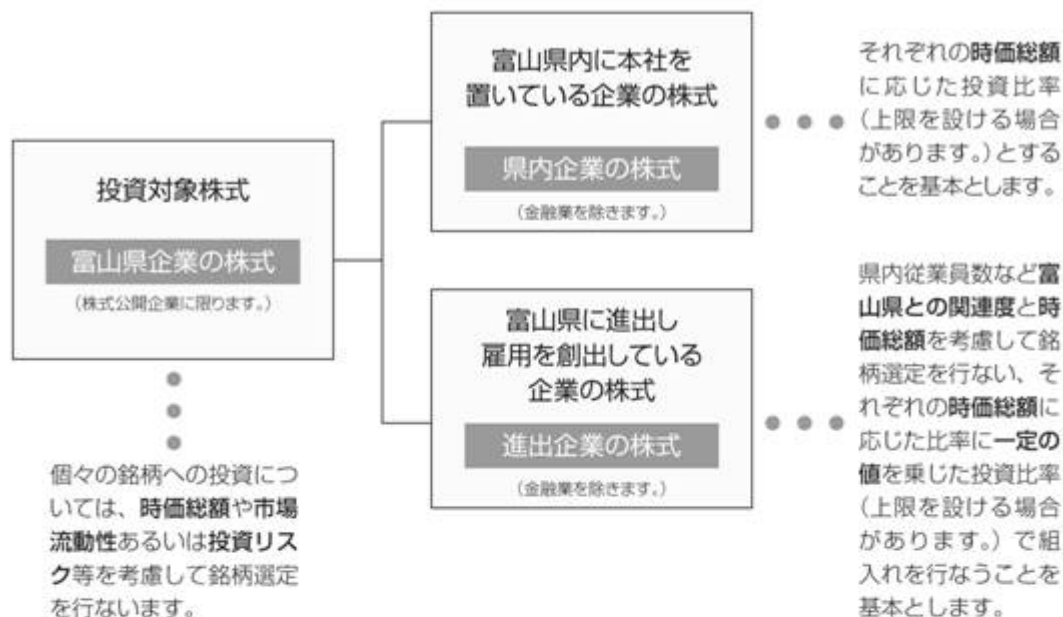 投資対象株式
富山県企業の株式
(株式公開企業に限ります。)
個々の銘柄への投資につ
いては、時価総額や市場
流動性あるいは投資リス
ク等を考慮して銘柄選定
を行ないます。
富山県内に本社を
置いている企業の株式
県内企業の株式
(金融業を除きます。)
それぞれの時価総額
に応じた投資比率
(上限を設ける場合
があります。)とする
ことを基本とします。
富山県に進出し
雇用を創出している
企業の株式
進出企業の株式
(金融業を除きます。)
県内従業員数など富
山県との関連度と時
価総額を考慮して銘
柄選定を行ない、そ
れぞれの時価総額に
応じた比率に一定の
値を乗じた投資比率
(上限を設ける場合
があります。)で組
入れを行なうことを
基本とします。